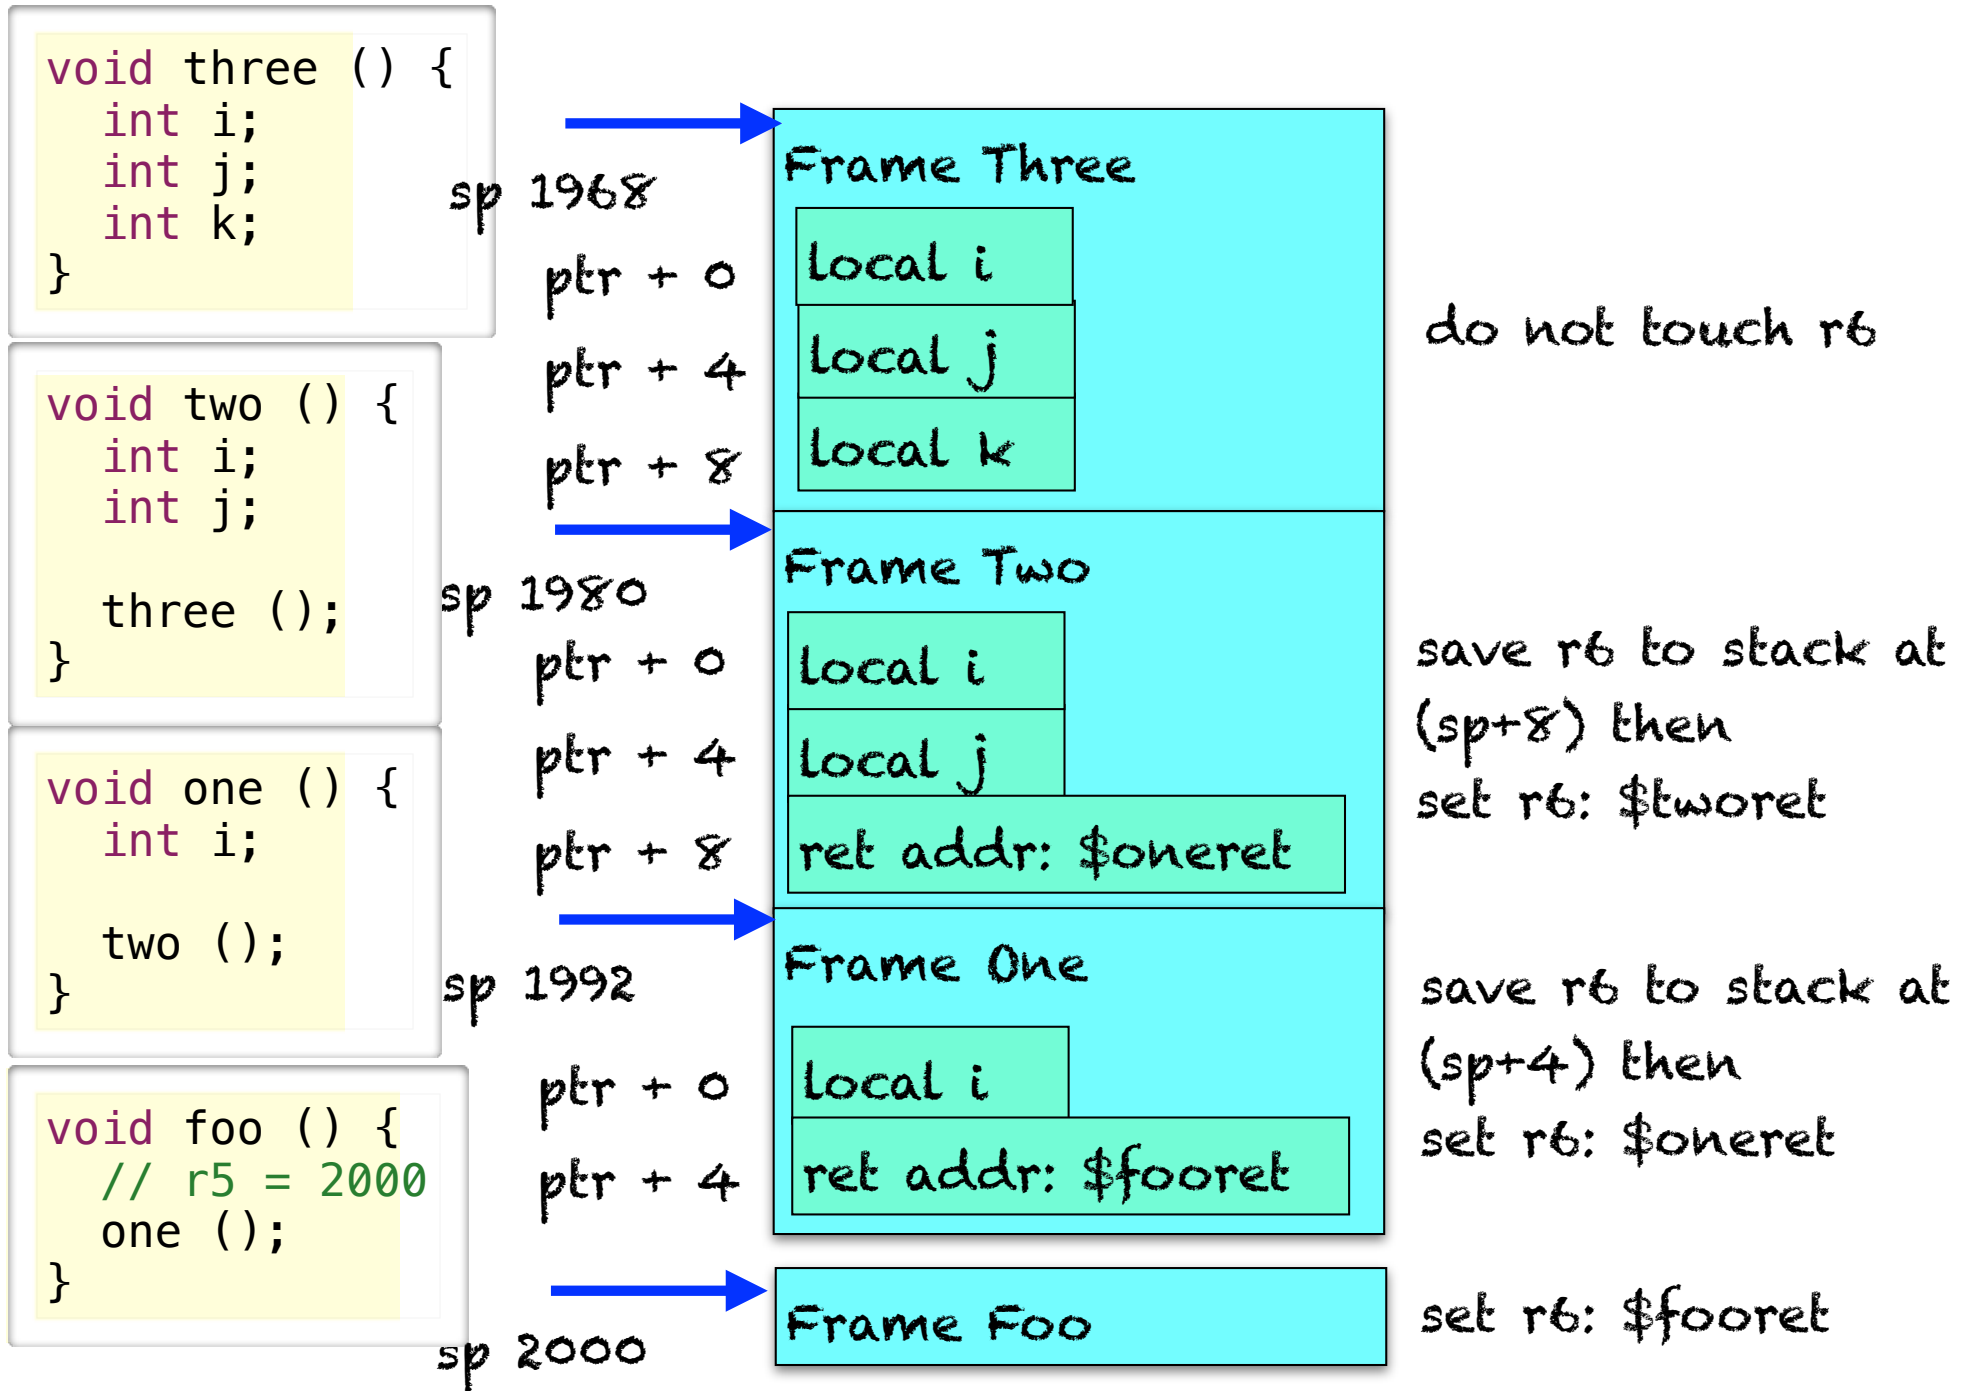 void three () {
int i;
int j;
int k;
}
void two () {
int i;
int j;
three ();
}
void one () {
int i;
two ();
}
void foo () {
// r5 = 2000
one ();
}
sp 1968
ptr + 0
ptr + 4
ptr + 8
sp 1980
ptr + 0
ptr + 4
ptr + 8
sp 1992
ptr + 0
ptr + 4
sp 2000
Frame Three
local i
local j
local k
Frame Two
local i
local j
ret addr: $oneret
Frame One
local i
ret addr: $fooret
Frame Foo
do not touch r6
save r6 to stack at
(sp+8) then
set r6: $tworet
save r6 to stack at
(sp+4) then
set r6: $oneret
set r6: $fooret